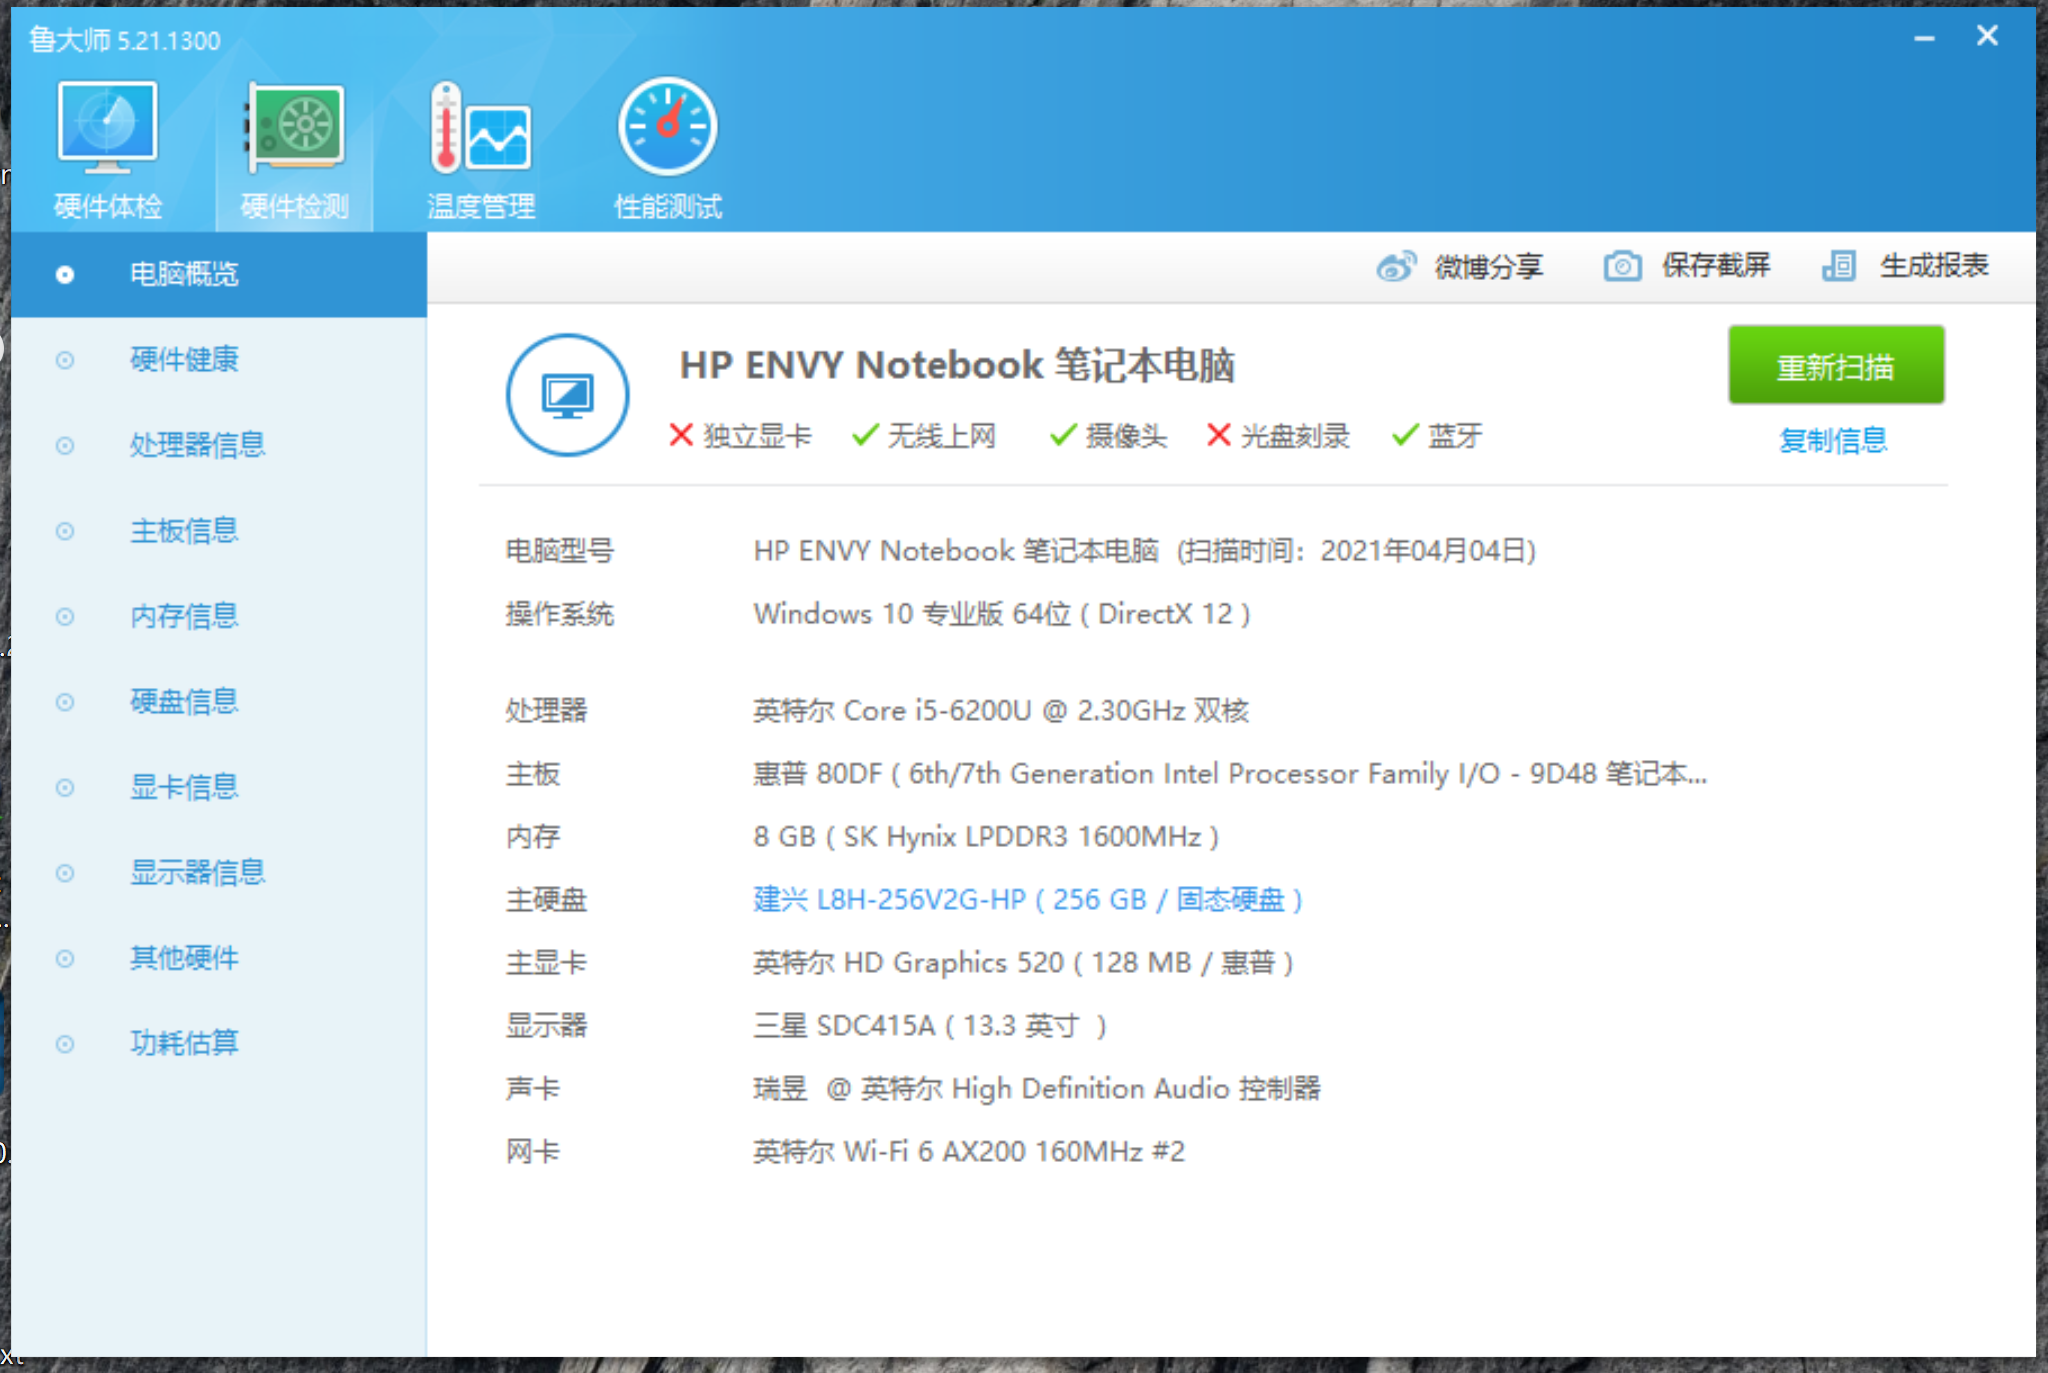 鲁大师 5.21.1300
硬件体检 硬件检测 温度管理 性能测试
微博分享 保存截屏 生成报表
电脑概览
硬件健康
处理器信息
主板信息
内存信息
硬盘信息
显卡信息
显示器信息
其他硬件
功耗估算
HP ENVY Notebook 笔记本电脑
重新扫描
独立显卡 无线上网 摄像头 光盘刻录 蓝牙
复制信息
电脑型号 HP ENVY Notebook 笔记本电脑 (扫描时间：2021年04月04日)
操作系统 Windows 10 专业版 64位 ( DirectX 12 )
处理器 英特尔 Core i5-6200U @ 2.30GHz 双核
主板 惠普 80DF ( 6th/7th Generation Intel Processor Family I/O - 9D48 笔记本...
内存 8 GB ( SK Hynix LPDDR3 1600MHz )
主硬盘 建兴 L8H-256V2G-HP ( 256 GB / 固态硬盘 )
主显卡 英特尔 HD Graphics 520 ( 128 MB / 惠普 )
显示器 三星 SDC415A ( 13.3 英寸 )
声卡 瑞昱 @ 英特尔 High Definition Audio 控制器
网卡 英特尔 Wi-Fi 6 AX200 160MHz #2